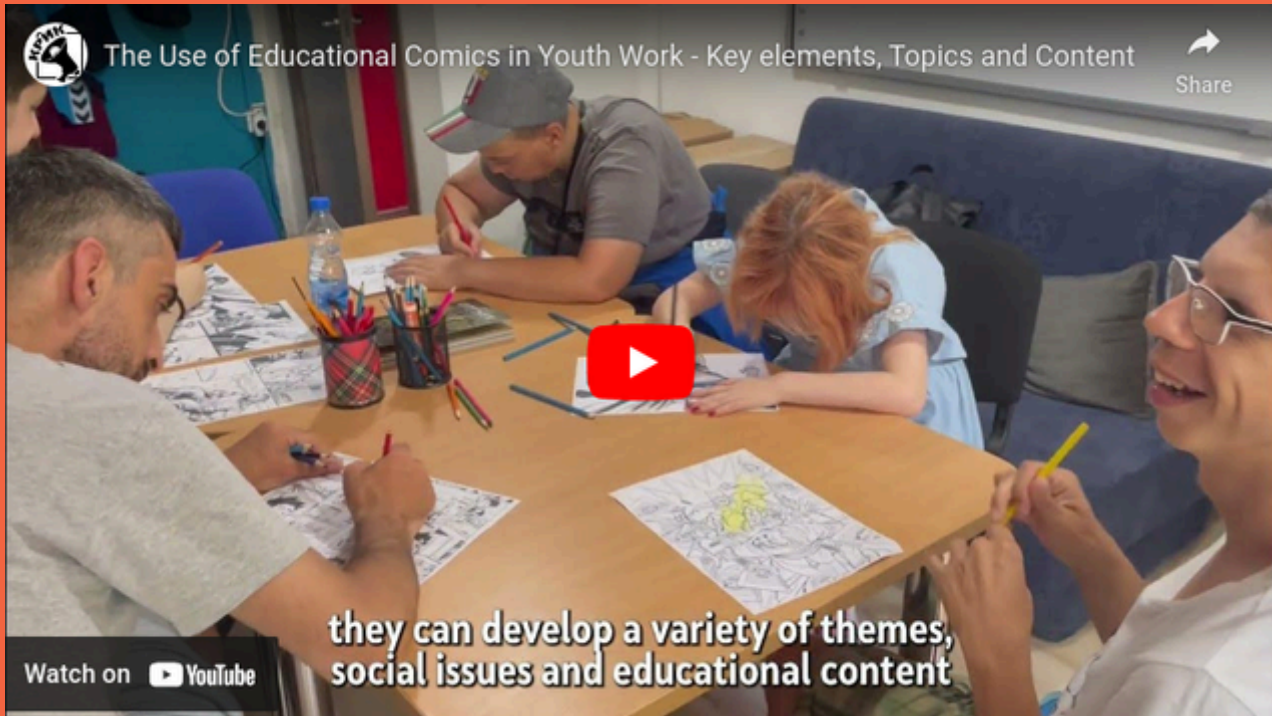 КРИК
The Use of Educational Comics in Youth Work - Key elements, Topics and Content
Share
they can develop a variety of themes,
social issues and educational content
Watch on YouTube